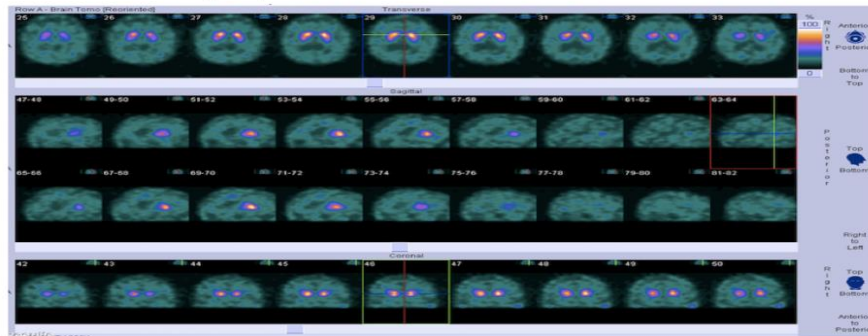 Row A - Brain Tomo [Reoriented]
Transverse
25 26 27 28 29 30 31 32 33
%
100
0
Right
Anterior
Posterior
Bottom
to
Top
Sagittal
47-48 49-50 51-52 53-54 55-56 57-58 59-60 61-62 63-64
65-66 67-68 69-70 71-72 73-74 75-76 77-78 79-80 81-82
Posterior
Top
Bottom
Right
to
Left
Coronal
42 43 44 45 46 47 48 49 50
Right
Top
Bottom
Anterior
to
Posterior